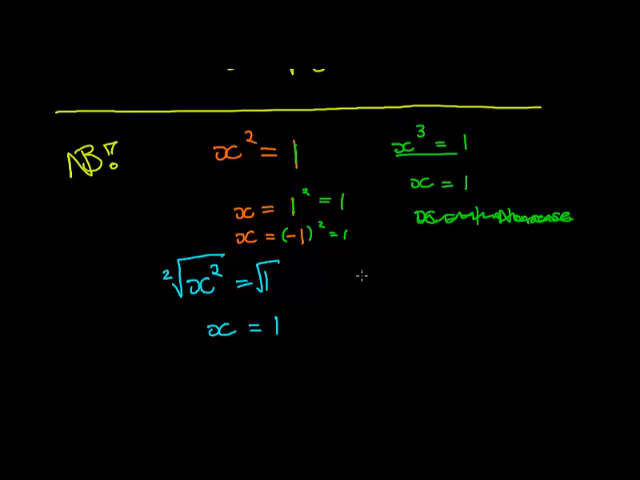 NB!
x² = 1
x = 1² = 1
x = (-1)² = 1
²√x² = √1
x = 1
x³ = 1
x = 1